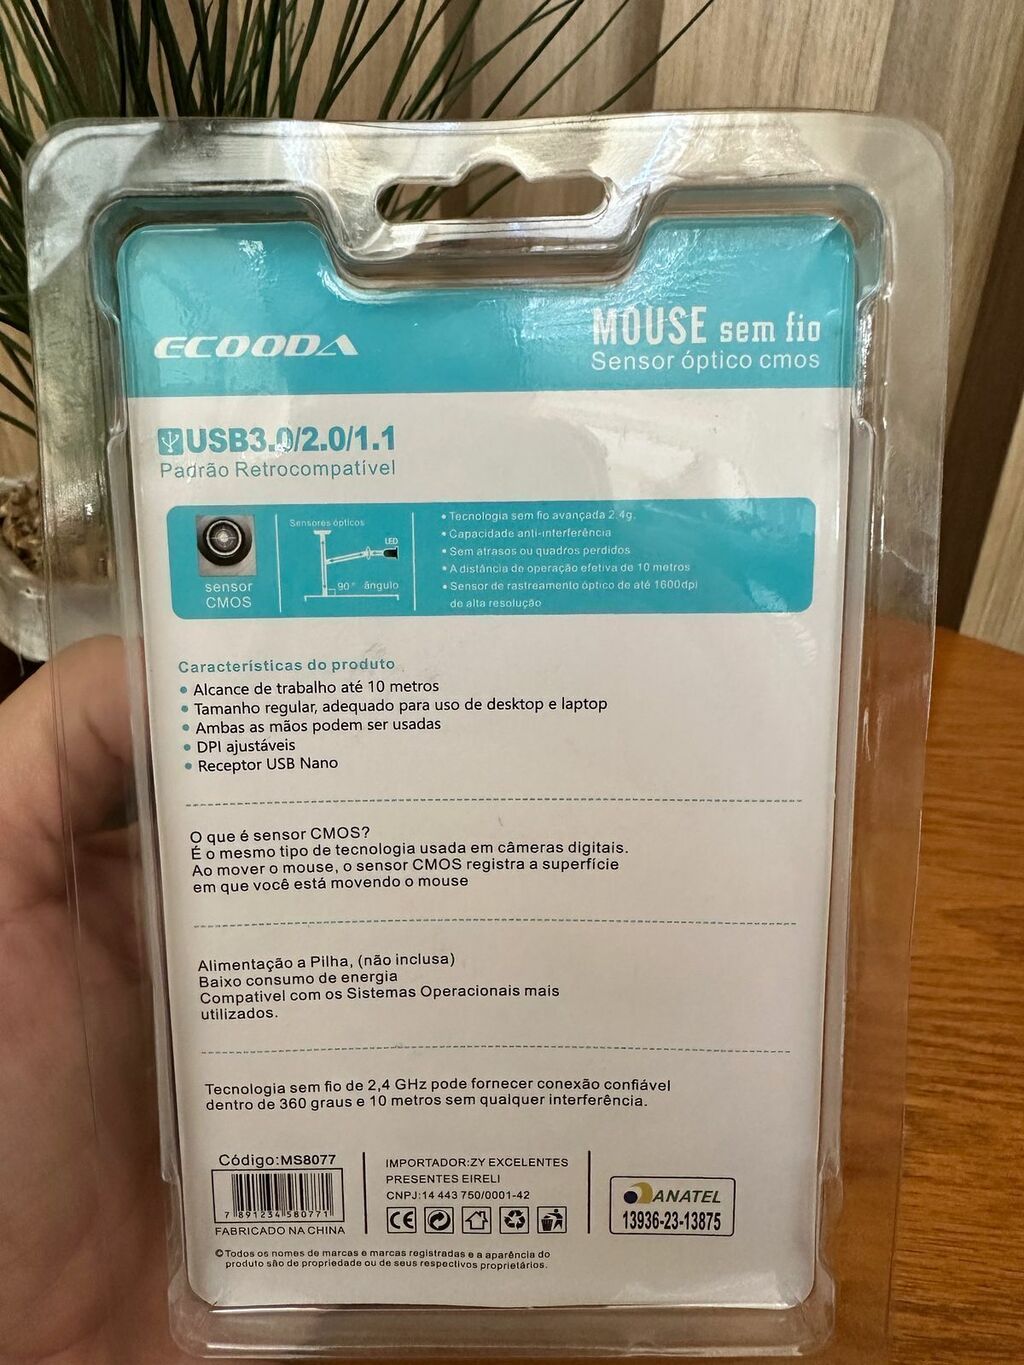 ECOODA
MOUSE sem fio
Sensor óptico cmos
USB3.0/2.0/1.1
Padrão Retrocompatível
sensor
CMOS
Sensores ópticos
LED
90° ângulo
• Tecnologia sem fio avançada 2.4g.
• Capacidade anti-interferência
• Sem atrasos ou quadros perdidos
• A distância de operação efetiva de 10 metros
• Sensor de rastreamento óptico de até 1600dpi
de alta resolução
Características do produto
• Alcance de trabalho até 10 metros
• Tamanho regular, adequado para uso de desktop e laptop
• Ambas as mãos podem ser usadas
• DPI ajustáveis
• Receptor USB Nano
O que é sensor CMOS?
É o mesmo tipo de tecnologia usada em câmeras digitais.
Ao mover o mouse, o sensor CMOS registra a superfície
em que você está movendo o mouse
Alimentação a Pilha, (não inclusa)
Baixo consumo de energia
Compativel com os Sistemas Operacionais mais
utilizados.
Tecnologia sem fio de 2,4 GHz pode fornecer conexão confiável
dentro de 360 graus e 10 metros sem qualquer interferência.
Código:MS8077
7 891234 580771
FABRICADO NA CHINA
IMPORTADOR:ZY EXCELENTES
PRESENTES EIRELI
CNPJ:14 443 750/0001-42
CE
ANATEL
13936-23-13875
©Todos os nomes de marcas e marcas registradas e a aparência do
produto são de propriedade ou de seus respectivos proprietários.